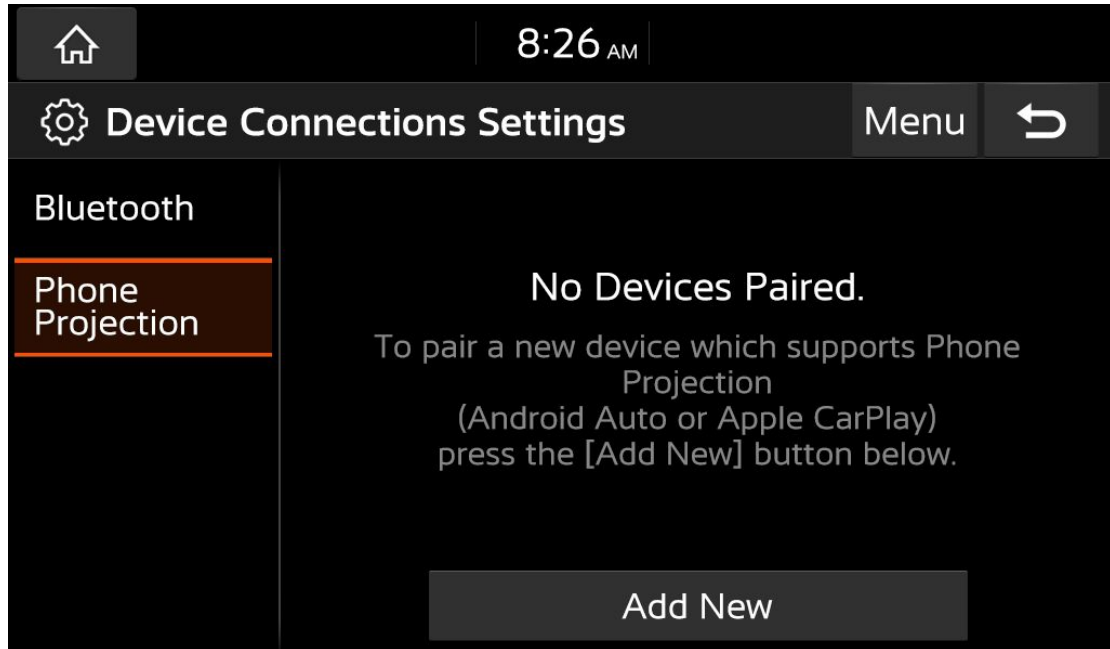 8:26 AM
Device Connections Settings
Menu
Bluetooth
Phone
Projection
No Devices Paired.
To pair a new device which supports Phone
Projection
(Android Auto or Apple CarPlay)
press the [Add New] button below.
Add New